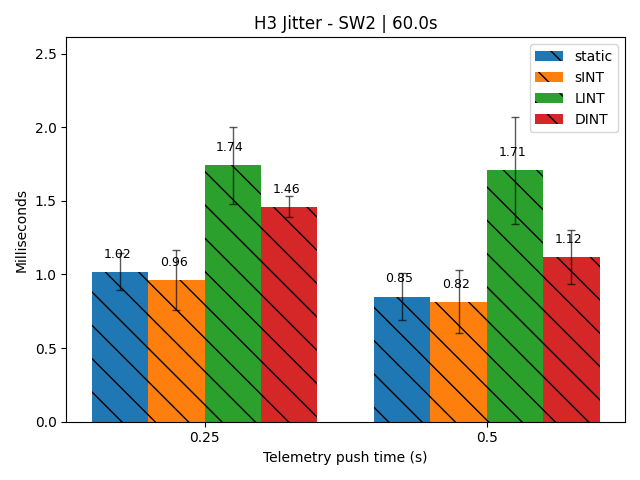 H3 Jitter - SW2 | 60.0s
Milliseconds
2.5
2.0
1.5
1.0
0.5
0.0
static
sINT
LINT
DINT
1.02
0.96
1.74
1.46
0.85
0.82
1.71
1.12
0.25
0.5
Telemetry push time (s)